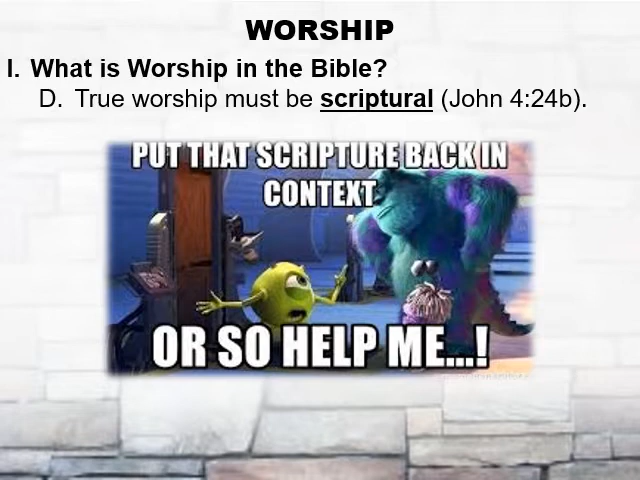 WORSHIP
I. What is Worship in the Bible?
D. True worship must be scriptural (John 4:24b).
PUT THAT SCRIPTURE BACK IN
CONTEXT
OR SO HELP ME...!